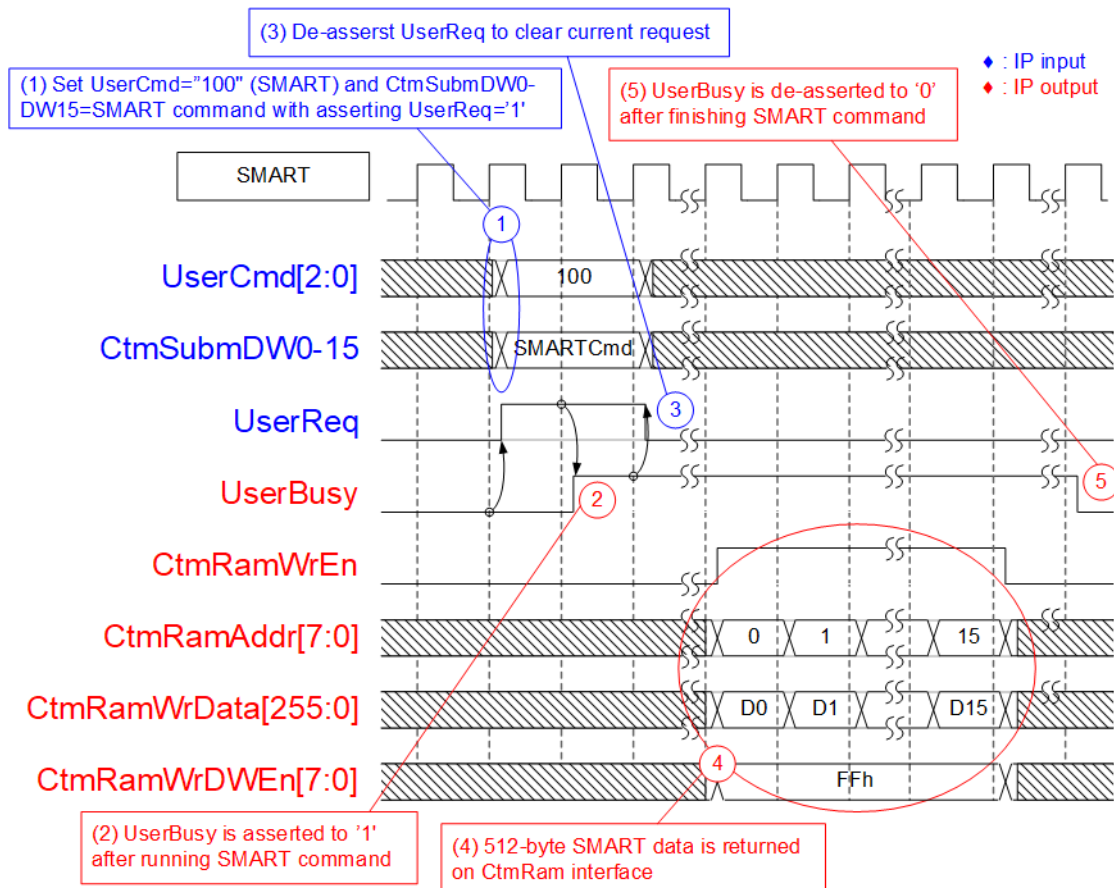 (3) De-asserst UserReq to clear current request
(1) Set UserCmd="100" (SMART) and CtmSubmDW0-
DW15=SMART command with asserting UserReq='1'
♦ : IP input
♦ : IP output
(5) UserBusy is de-asserted to ‘0’
after finishing SMART command
SMART
1
UserCmd[2:0]
100
CtmSubmDW0-15
SMARTCmd
UserReq
3
UserBusy
2
5
CtmRamWrEn
CtmRamAddr[7:0]
0 1 15
CtmRamWrData[255:0]
D0 D1 D15
CtmRamWrDWEn[7:0]
4
FFh
(2) UserBusy is asserted to ’1'
after running SMART command
(4) 512-byte SMART data is returned
on CtmRam interface